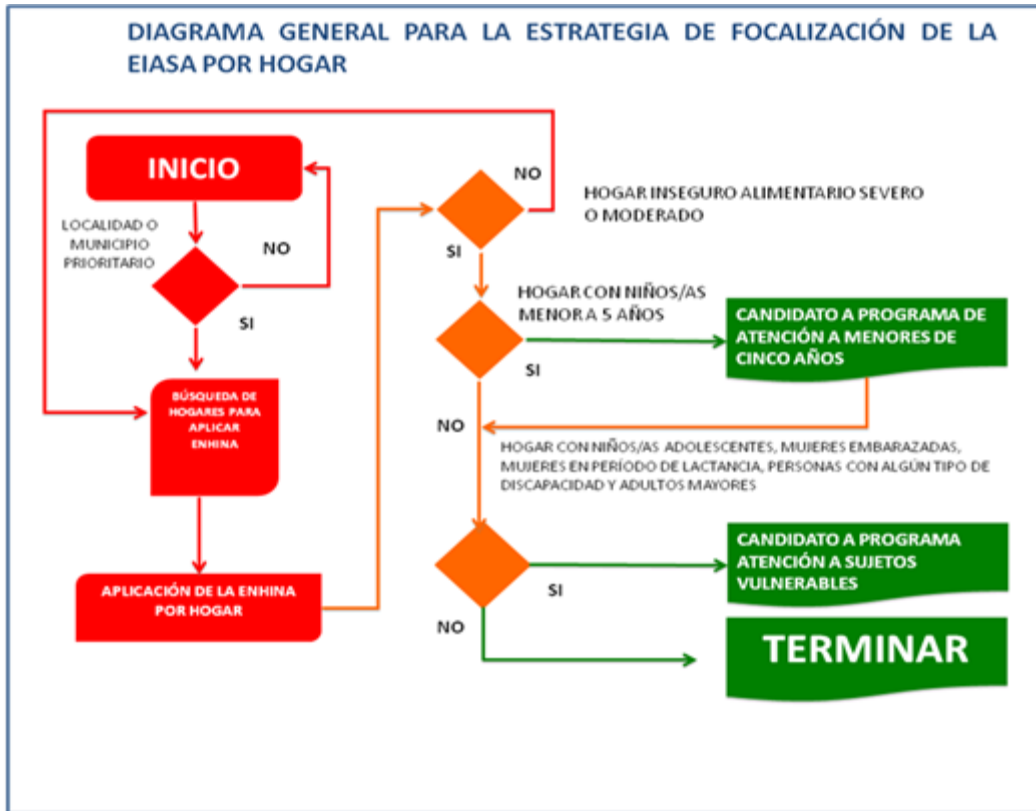 DIAGRAMA GENERAL PARA LA ESTRATEGIA DE FOCALIZACIÓN DE LA
EIASA POR HOGAR
INICIO
LOCALIDAD O
MUNICIPIO
PRIORITARIO
NO
SI
BÚSQUEDA DE
HOGARES PARA
APLICAR
ENHINA
APLICACIÓN DE LA ENHINA
POR HOGAR
NO
HOGAR INSEGURO ALIMENTARIO SEVERO
O MODERADO
SI
HOGAR CON NIÑOS/AS
MENOR A 5 AÑOS
SI
CANDIDATO A PROGRAMA DE
ATENCIÓN A MENORES DE
CINCO AÑOS
NO
HOGAR CON NIÑOS/AS ADOLESCENTES, MUJERES EMBARAZADAS,
MUJERES EN PERÍODO DE LACTANCIA, PERSONAS CON ALGÚN TIPO DE
DISCAPACIDAD Y ADULTOS MAYORES
CANDIDATO A PROGRAMA
ATENCIÓN A SUJETOS
VULNERABLES
SI
NO
TERMINAR